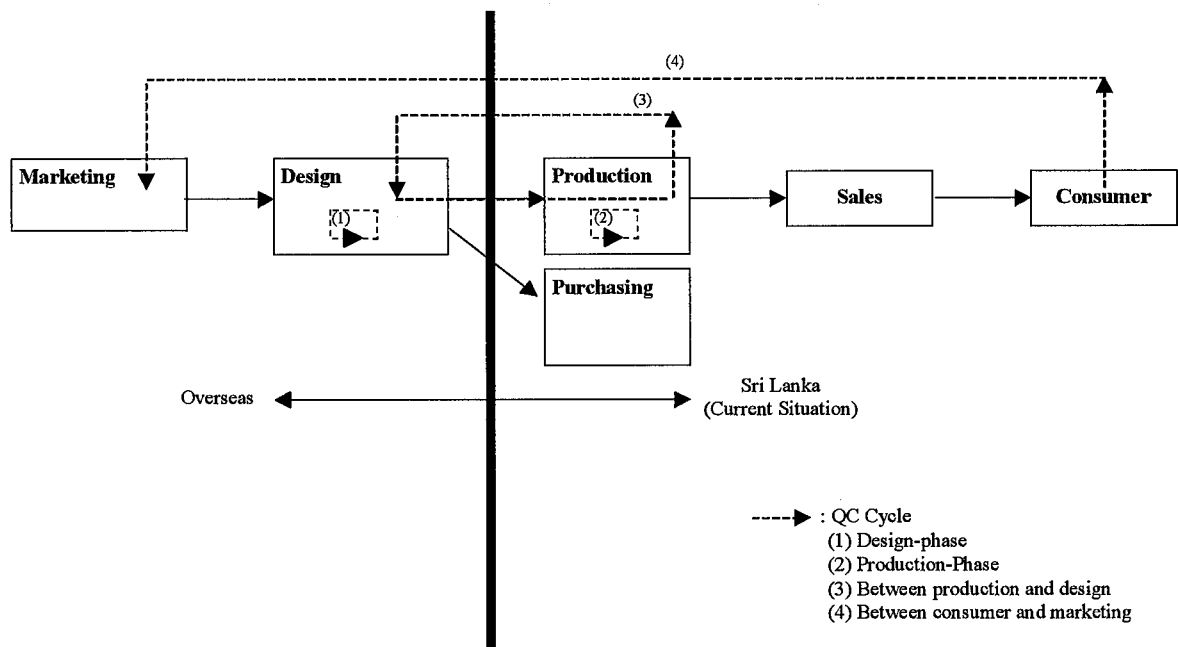 (4)
(3)
Marketing
Design
Production
Sales
Consumer
(1)
(2)
Purchasing
Overseas
Sri Lanka
(Current Situation)
: QC Cycle
(1) Design-phase
(2) Production-Phase
(3) Between production and design
(4) Between consumer and marketing